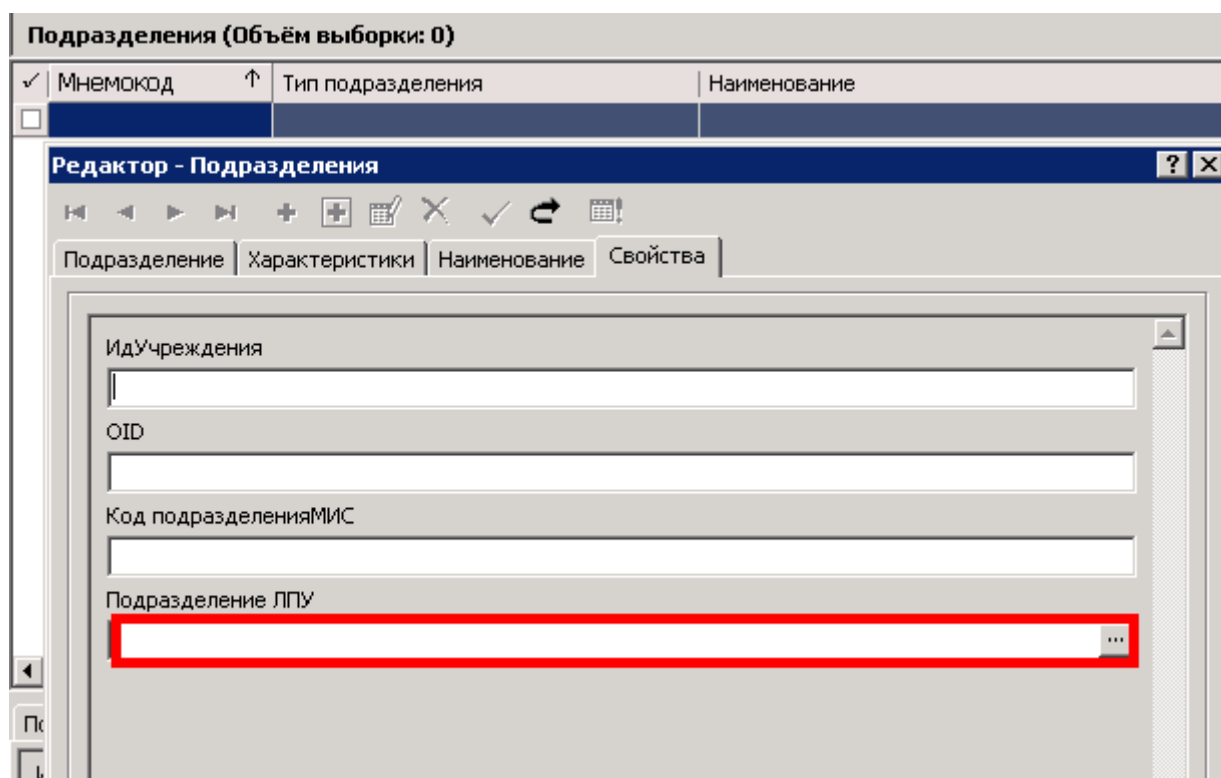 Подразделения (Объём выборки: 0)
Мнемокод Тип подразделения Наименование
Редактор - Подразделения
Подразделение Характеристики Наименование Свойства
ИдУчреждения
OID
Код подразделенияМИС
Подразделение ЛПУ
...